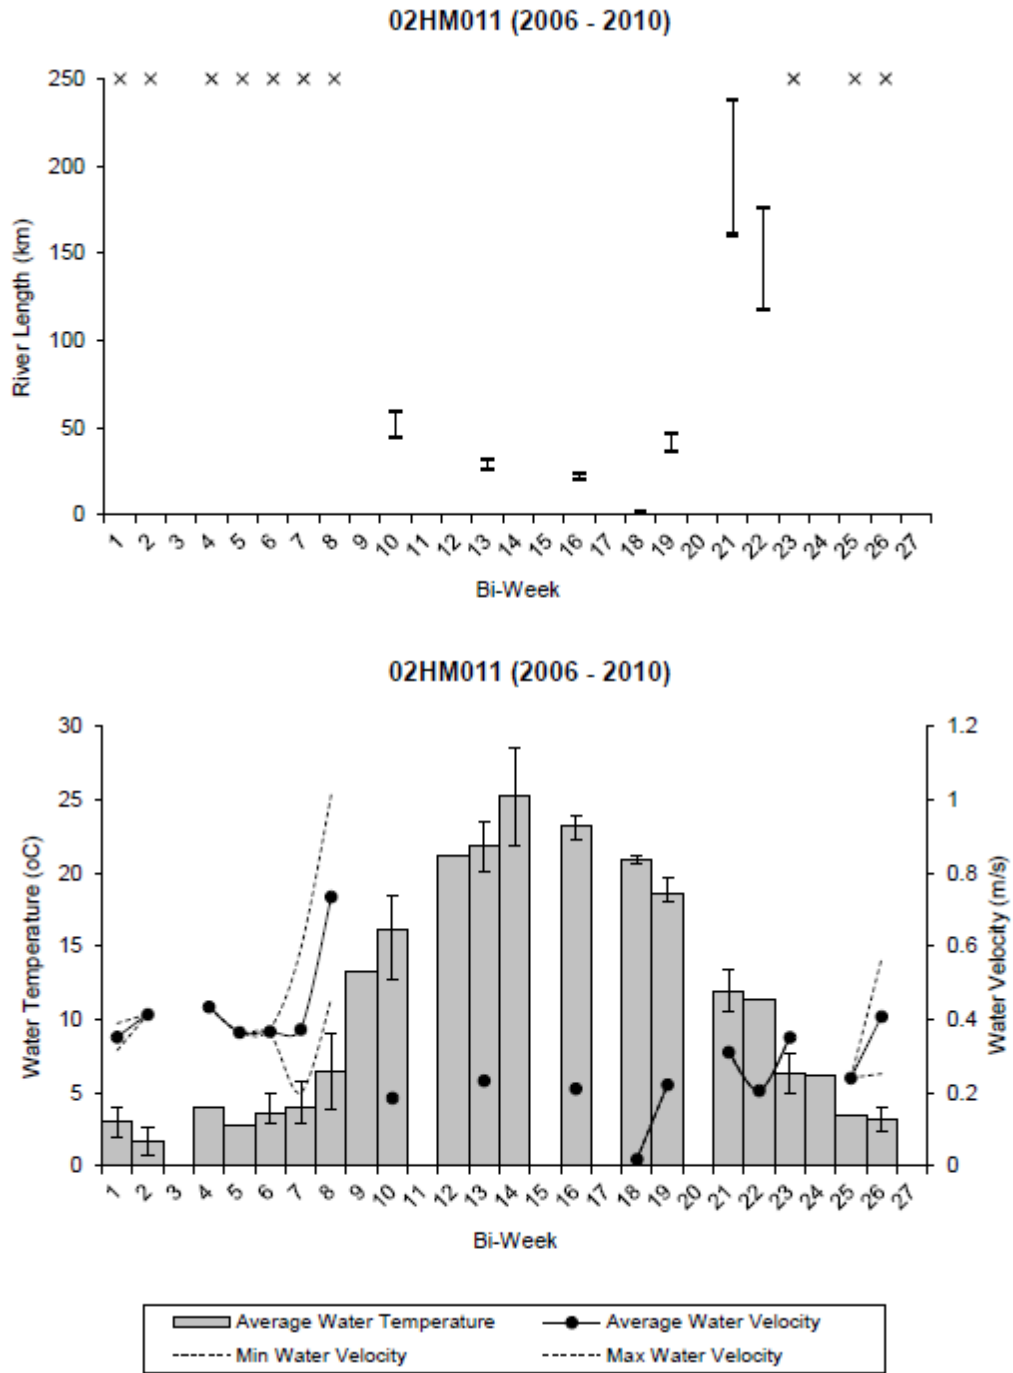 02HM011 (2006 - 2010)
250
200
150
100
50
0
River Length (km)
1 2 3 4 5 6 7 8 9 10 11 12 13 14 15 16 17 18 19 20 21 22 23 24 25 26 27
Bi-Week
02HM011 (2006 - 2010)
30
25
20
15
10
5
0
Water Temperature (oC)
1.2
1
0.8
0.6
0.4
0.2
0
Water Velocity (m/s)
1 2 3 4 5 6 7 8 9 10 11 12 13 14 15 16 17 18 19 20 21 22 23 24 25 26 27
Bi-Week
Average Water Temperature
Average Water Velocity
Min Water Velocity
Max Water Velocity